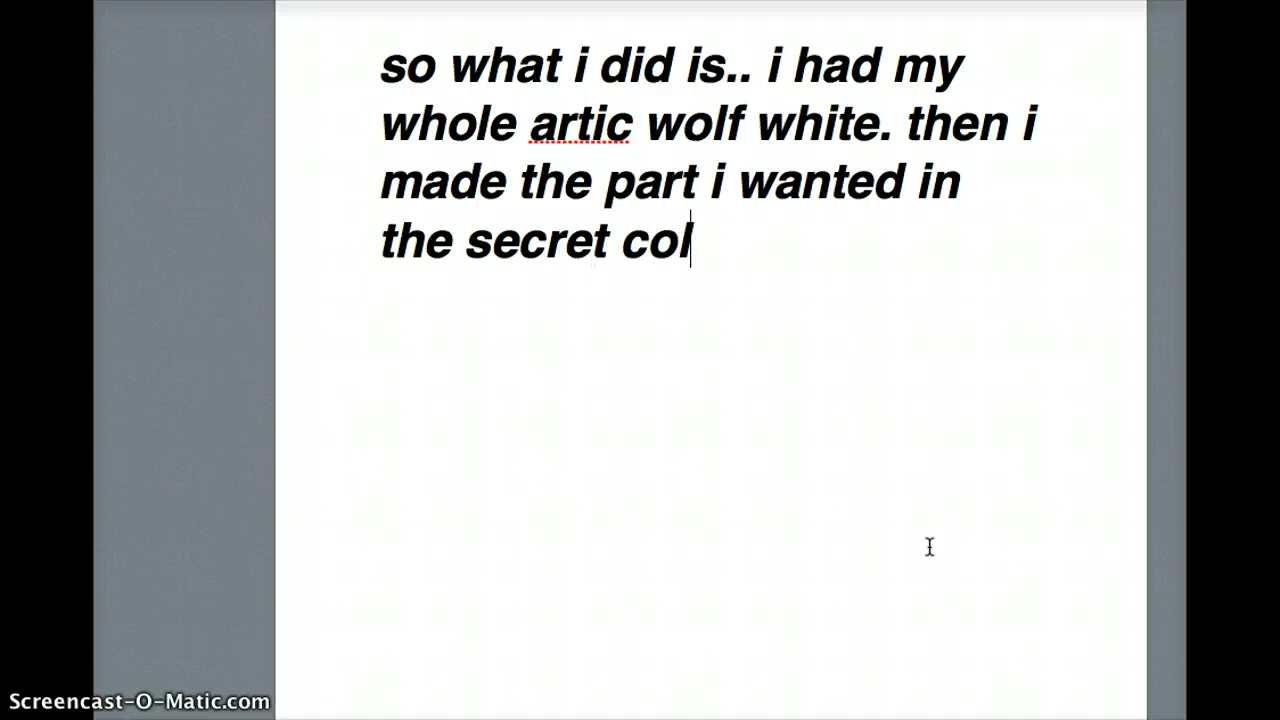 so what i did is.. i had my
whole artic wolf white. then i
made the part i wanted in
the secret col
Screencast-O-Matic.com